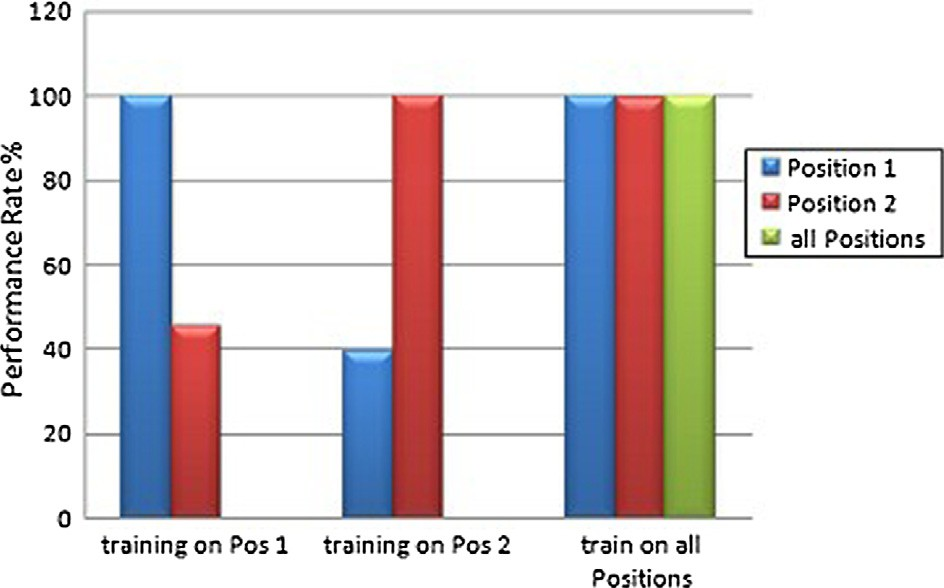 120
100
80
60
40
20
0
Performance Rate%
training on Pos 1
training on Pos 2
train on all
Positions
Position 1
Position 2
all Positions